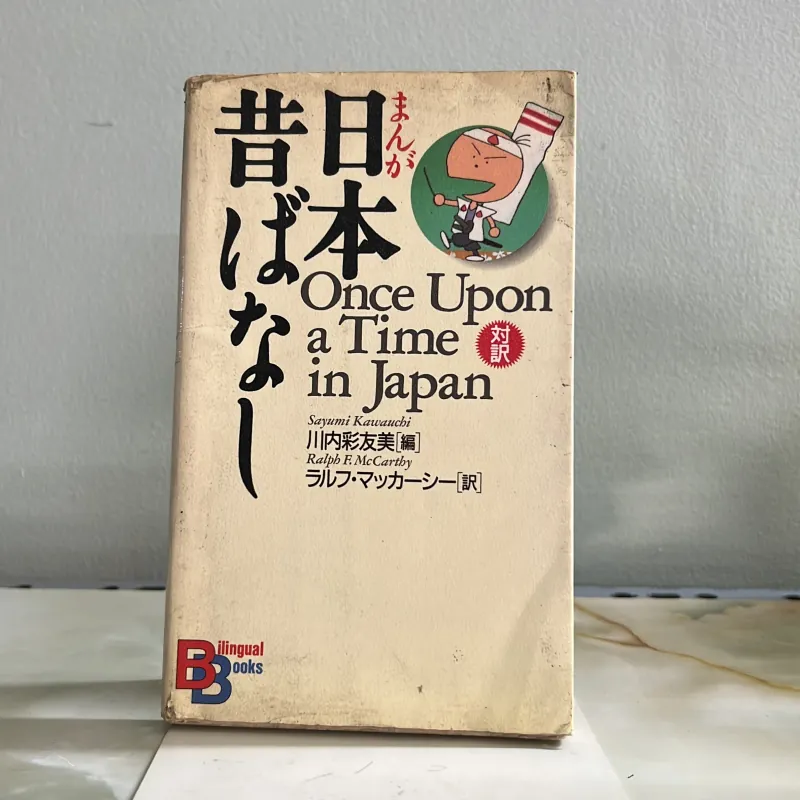 まんが
日本
昔ばなし
Once Upon
a Time
in Japan
対訳
Sayumi Kawauchi
川内彩友美[編]
Ralph F. McCarthy
ラルフ・マッカーシー[訳]
Bilingual
Books